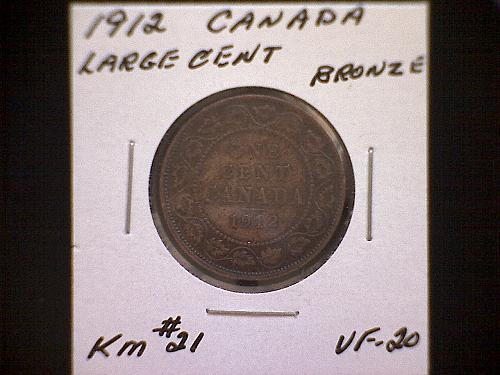 1912 CANADA
LARGE CENT
BRONZE
ONE
CENT
CANADA
1912
Km #21
VF-20